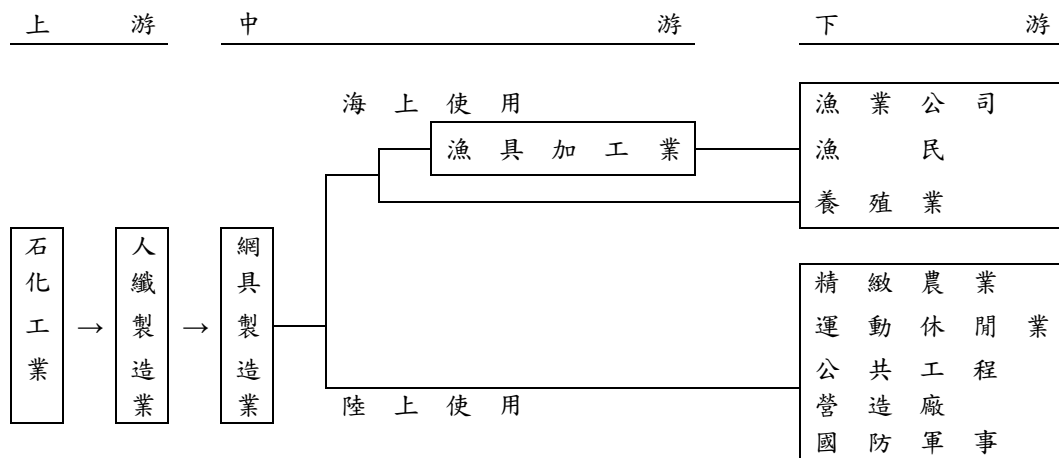 上游 中游 下游
海上使用
漁具加工業
漁業公司
漁民
養殖業
石化工業 → 人纖製造業 → 網具製造業
陸上使用
精緻農業
運動休閒業
公共工程
營造廠
國防軍事